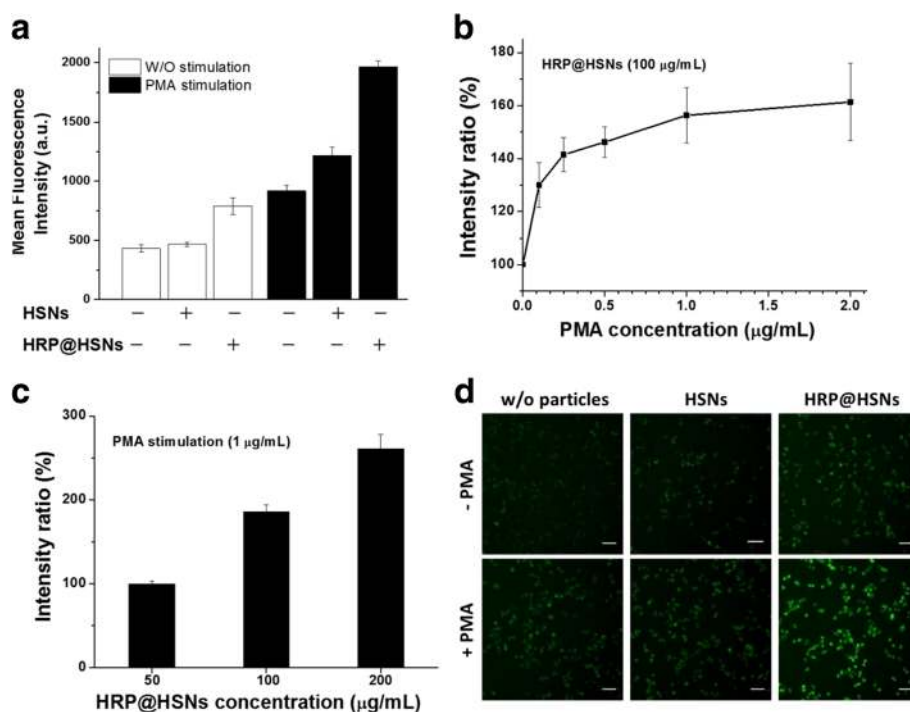 a
W/O stimulation
PMA stimulation
Mean Fluorescence
Intensity (a.u.)
2000
1500
1000
500
0
HSNs − + − − + −
HRP@HSNs − − + − − +
b
HRP@HSNs (100 μg/mL)
Intensity ratio (%)
180
160
140
120
100
0.0 0.5 1.0 1.5 2.0
PMA concentration (μg/mL)
c
PMA stimulation (1 μg/mL)
Intensity ratio (%)
300
200
100
0
50 100 200
HRP@HSNs concentration (μg/mL)
d
w/o particles HSNs HRP@HSNs
- PMA
+ PMA